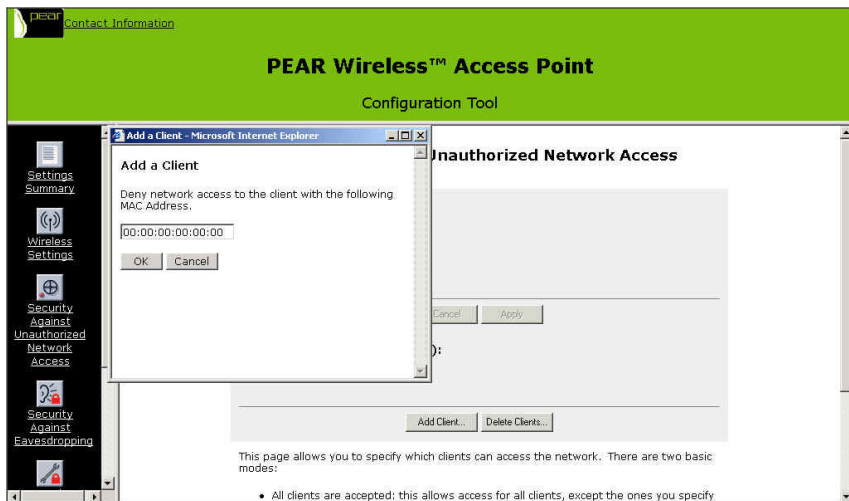 pear
Contact Information
PEAR Wireless™ Access Point
Configuration Tool
Settings
Summary
Wireless
Settings
Security
Against
Unauthorized
Network
Access
Security
Against
Eavesdropping
Add a Client - Microsoft Internet Explorer
Add a Client
Deny network access to the client with the following
MAC Address.
00:00:00:00:00:00
OK Cancel
Unauthorized Network Access
Cancel Apply
):
Add Client... Delete Clients...
This page allows you to specify which clients can access the network. There are two basic
modes:
• All clients are accepted: this allows access for all clients, except the ones you specify